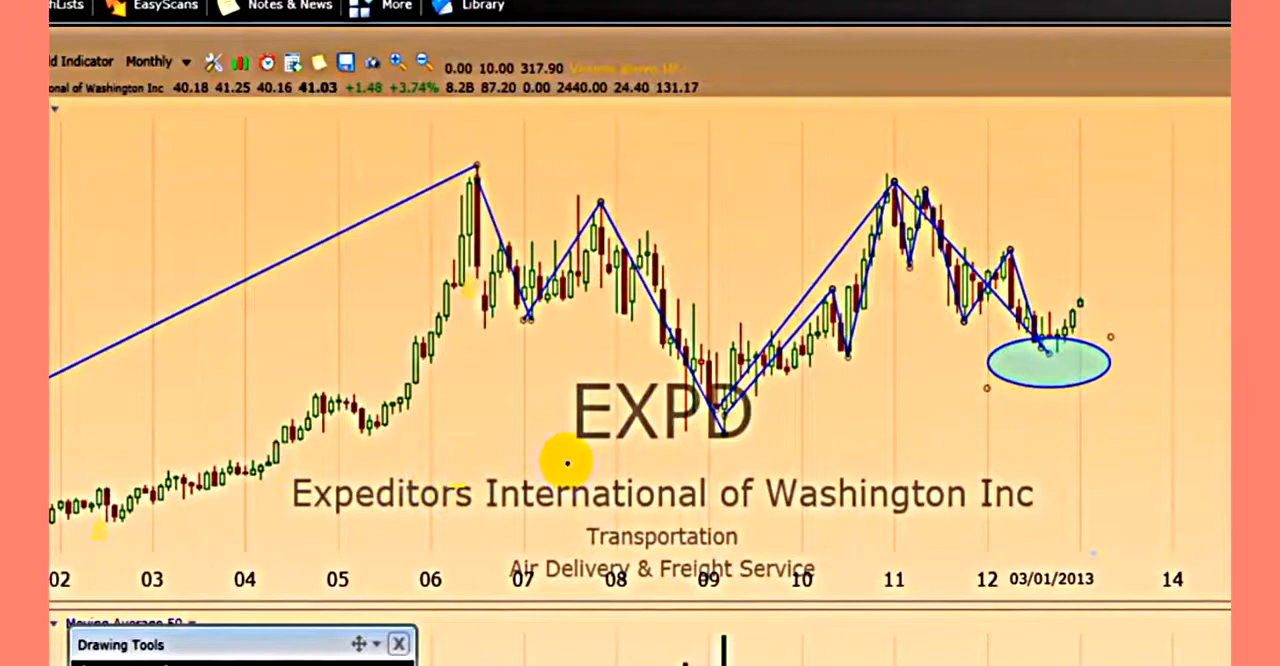 hLists EasyScans Notes & News More Library
d Indicator Monthly 0.00 10.00 317.90 Volume above
onal of Washington Inc 40.18 41.25 40.16 41.03 +1.48 +3.74% 8.2B 87.20 0.00 2440.00 24.40 131.17
EXPD
Expeditors International of Washington Inc
Transportation
Air Delivery & Freight Service
02 03 04 05 06 07 08 09 10 11 12 03/01/2013 14
Moving Average 50
Drawing Tools X